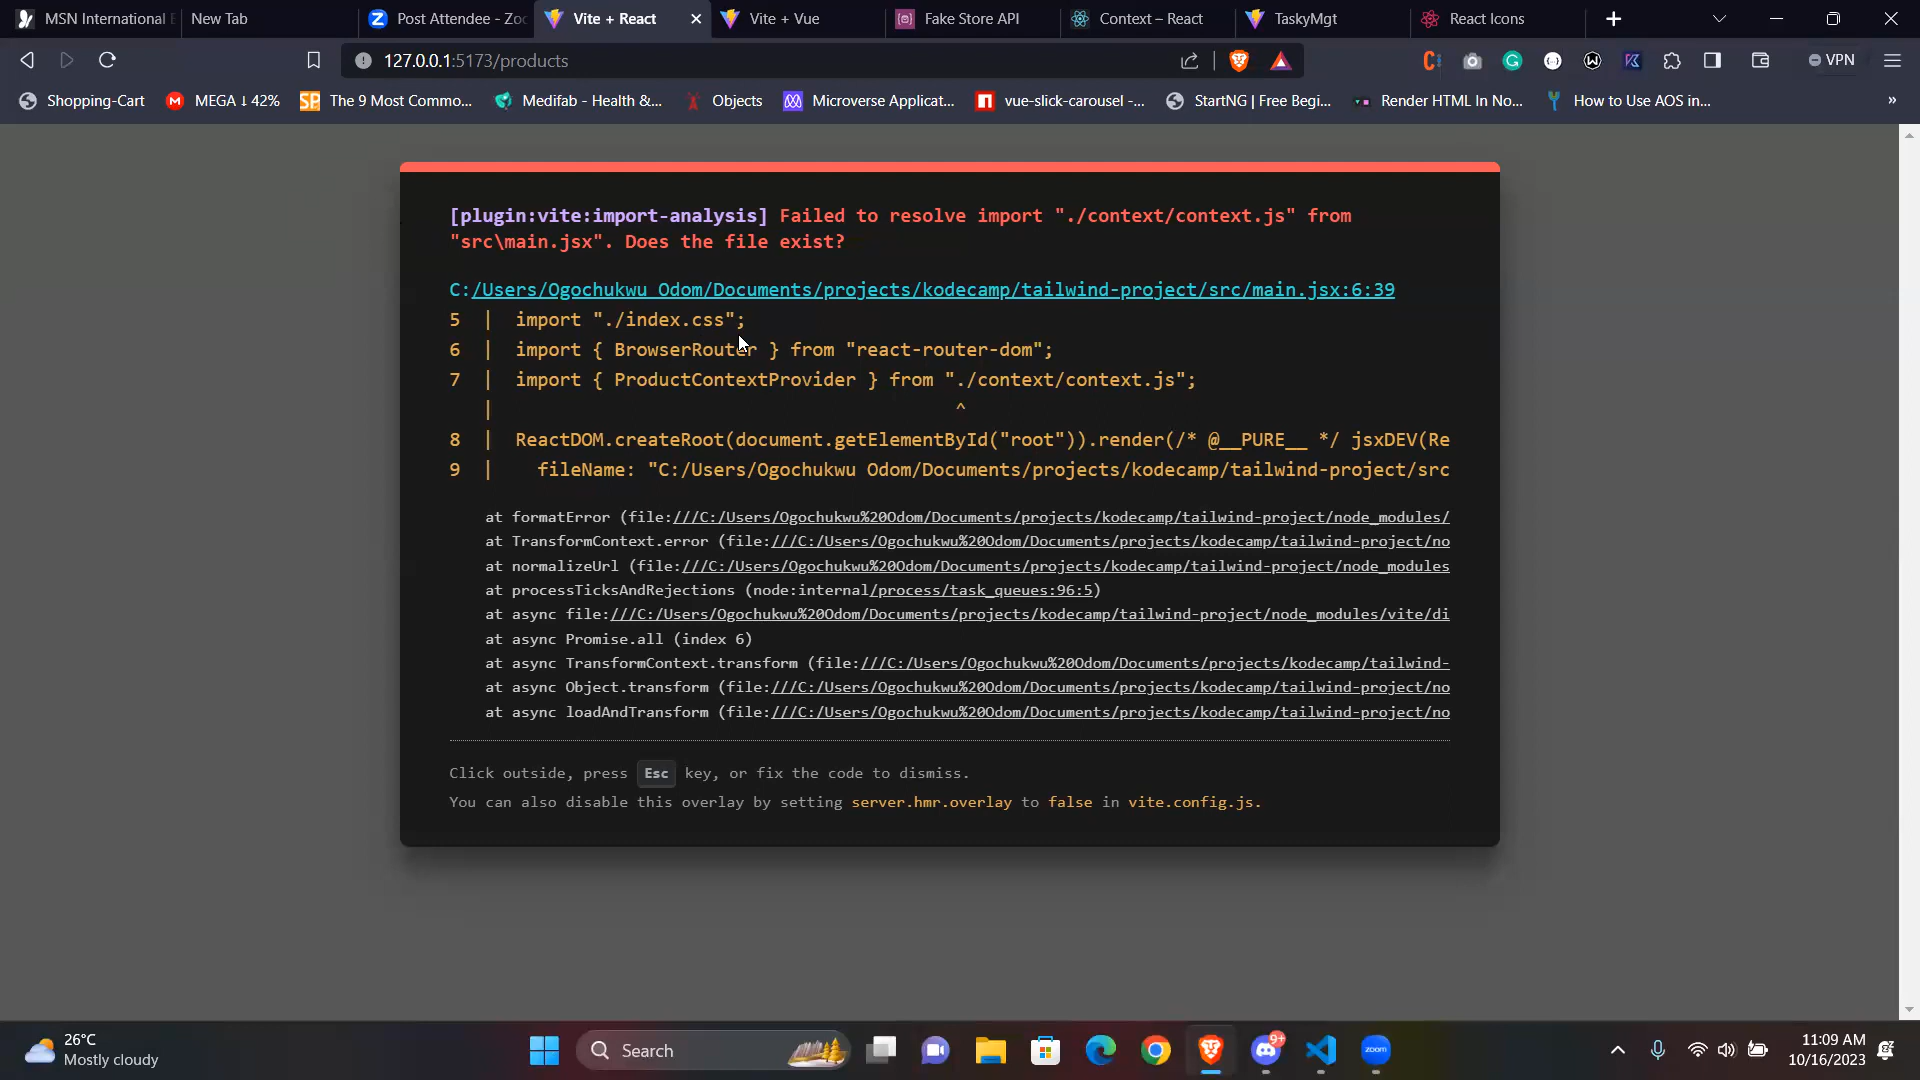 MSN International E
New Tab
Post Attendee - Zoo
Vite + React
Vite + Vue
Fake Store API
Context – React
TaskyMgt
React Icons
127.0.0.1:5173/products
VPN
Shopping-Cart
MEGA ↓ 42%
The 9 Most Commo...
Medifab - Health &...
Objects
Microverse Applicat...
vue-slick-carousel -...
StartNG | Free Begi...
Render HTML In No...
How to Use AOS in...
»
[plugin:vite:import-analysis] Failed to resolve import "./context/context.js" from
"src\main.jsx". Does the file exist?
C:/Users/Ogochukwu Odom/Documents/projects/kodecamp/tailwind-project/src/main.jsx:6:39
5 | import "./index.css";
6 | import { BrowserRouter } from "react-router-dom";
7 | import { ProductContextProvider } from "./context/context.js";
| ^
8 | ReactDOM.createRoot(document.getElementById("root")).render(/* @__PURE__ */ jsxDEV(Re
9 | fileName: "C:/Users/Ogochukwu Odom/Documents/projects/kodecamp/tailwind-project/src
at formatError (file:///C:/Users/Ogochukwu%20Odom/Documents/projects/kodecamp/tailwind-project/node_modules/
at TransformContext.error (file:///C:/Users/Ogochukwu%20Odom/Documents/projects/kodecamp/tailwind-project/no
at normalizeUrl (file:///C:/Users/Ogochukwu%20Odom/Documents/projects/kodecamp/tailwind-project/node_modules
at processTicksAndRejections (node:internal/process/task_queues:96:5)
at async file:///C:/Users/Ogochukwu%20Odom/Documents/projects/kodecamp/tailwind-project/node_modules/vite/di
at async Promise.all (index 6)
at async TransformContext.transform (file:///C:/Users/Ogochukwu%20Odom/Documents/projects/kodecamp/tailwind-
at async Object.transform (file:///C:/Users/Ogochukwu%20Odom/Documents/projects/kodecamp/tailwind-project/no
at async loadAndTransform (file:///C:/Users/Ogochukwu%20Odom/Documents/projects/kodecamp/tailwind-project/no
Click outside, press Esc key, or fix the code to dismiss.
You can also disable this overlay by setting server.hmr.overlay to false in vite.config.js.
26°C
Mostly cloudy
Search
9+
zoom
11:09 AM
10/16/2023